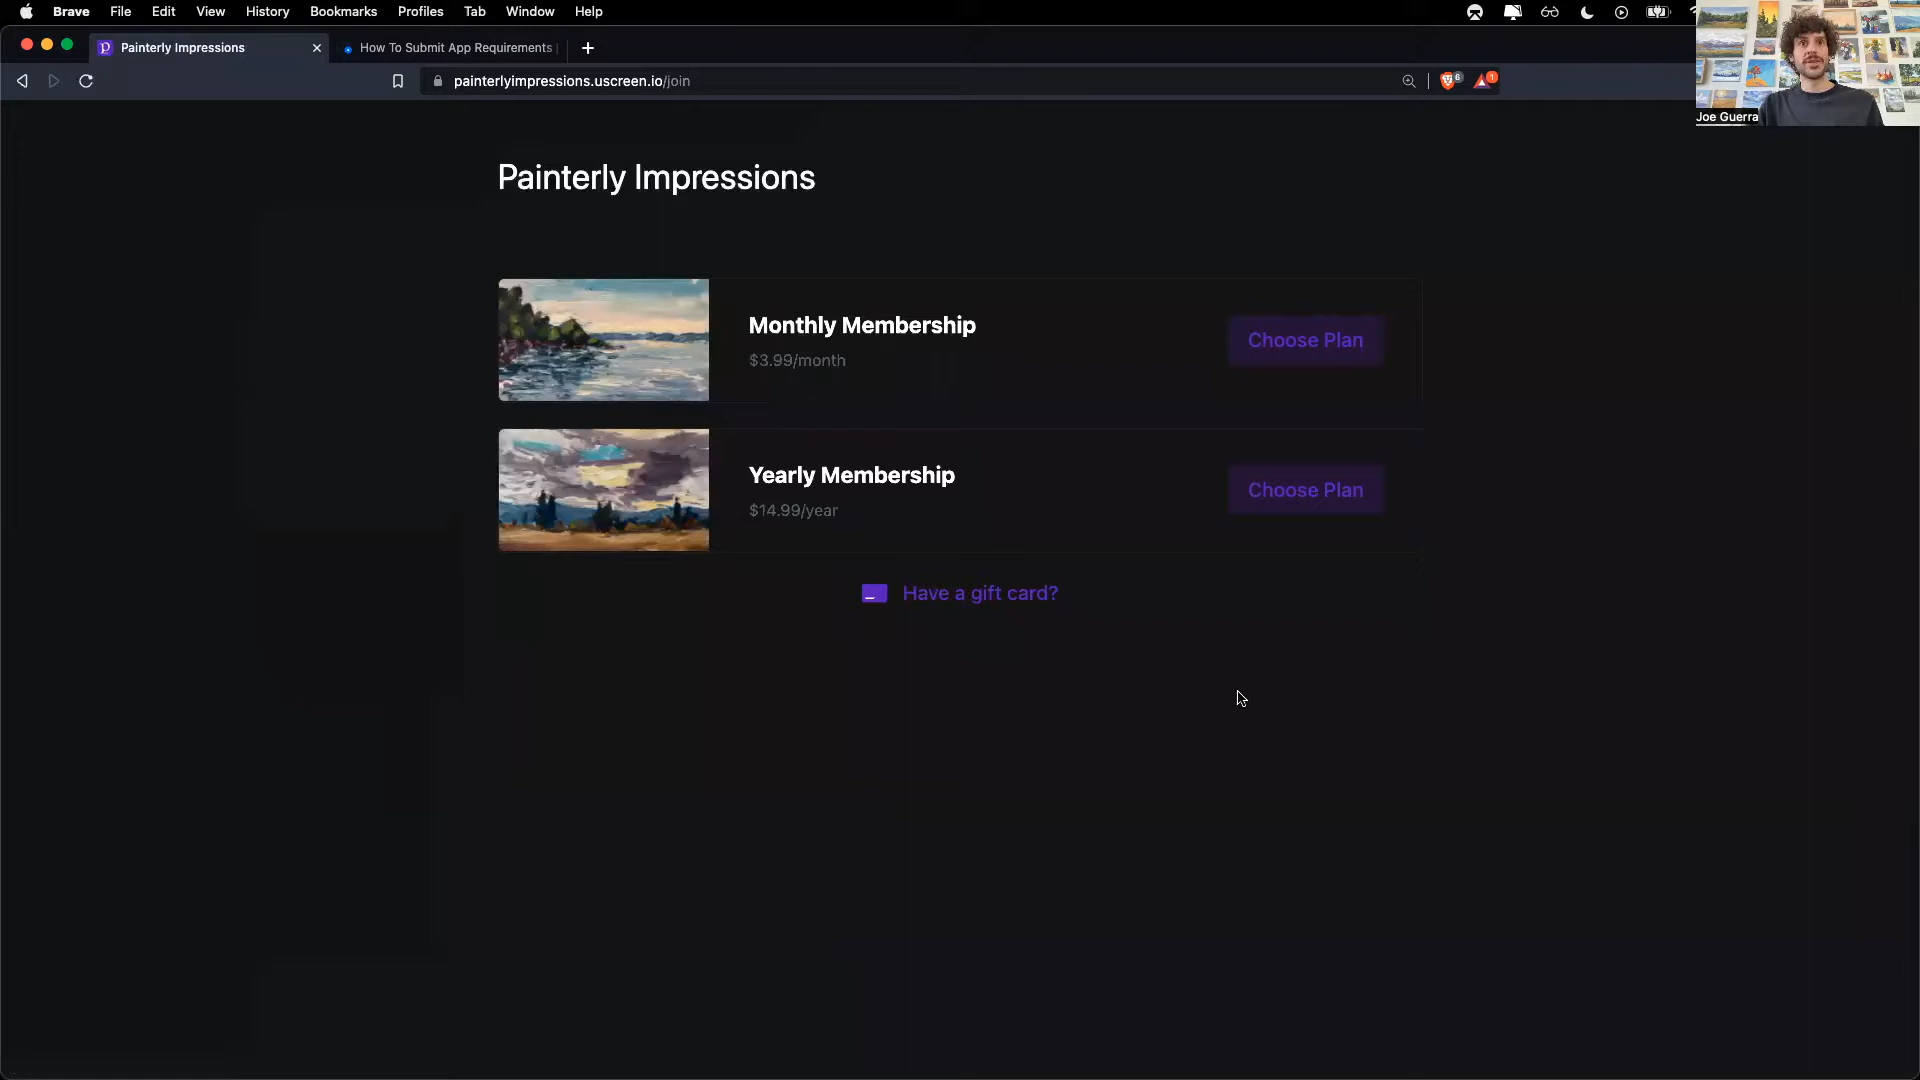 Brave File Edit View History Bookmarks Profiles Tab Window Help
Painterly Impressions
How To Submit App Requirements
painterlyimpressions.uscreen.io/join
6
1
Joe Guerra
Painterly Impressions
Monthly Membership
$3.99/month
Choose Plan
Yearly Membership
$14.99/year
Choose Plan
Have a gift card?